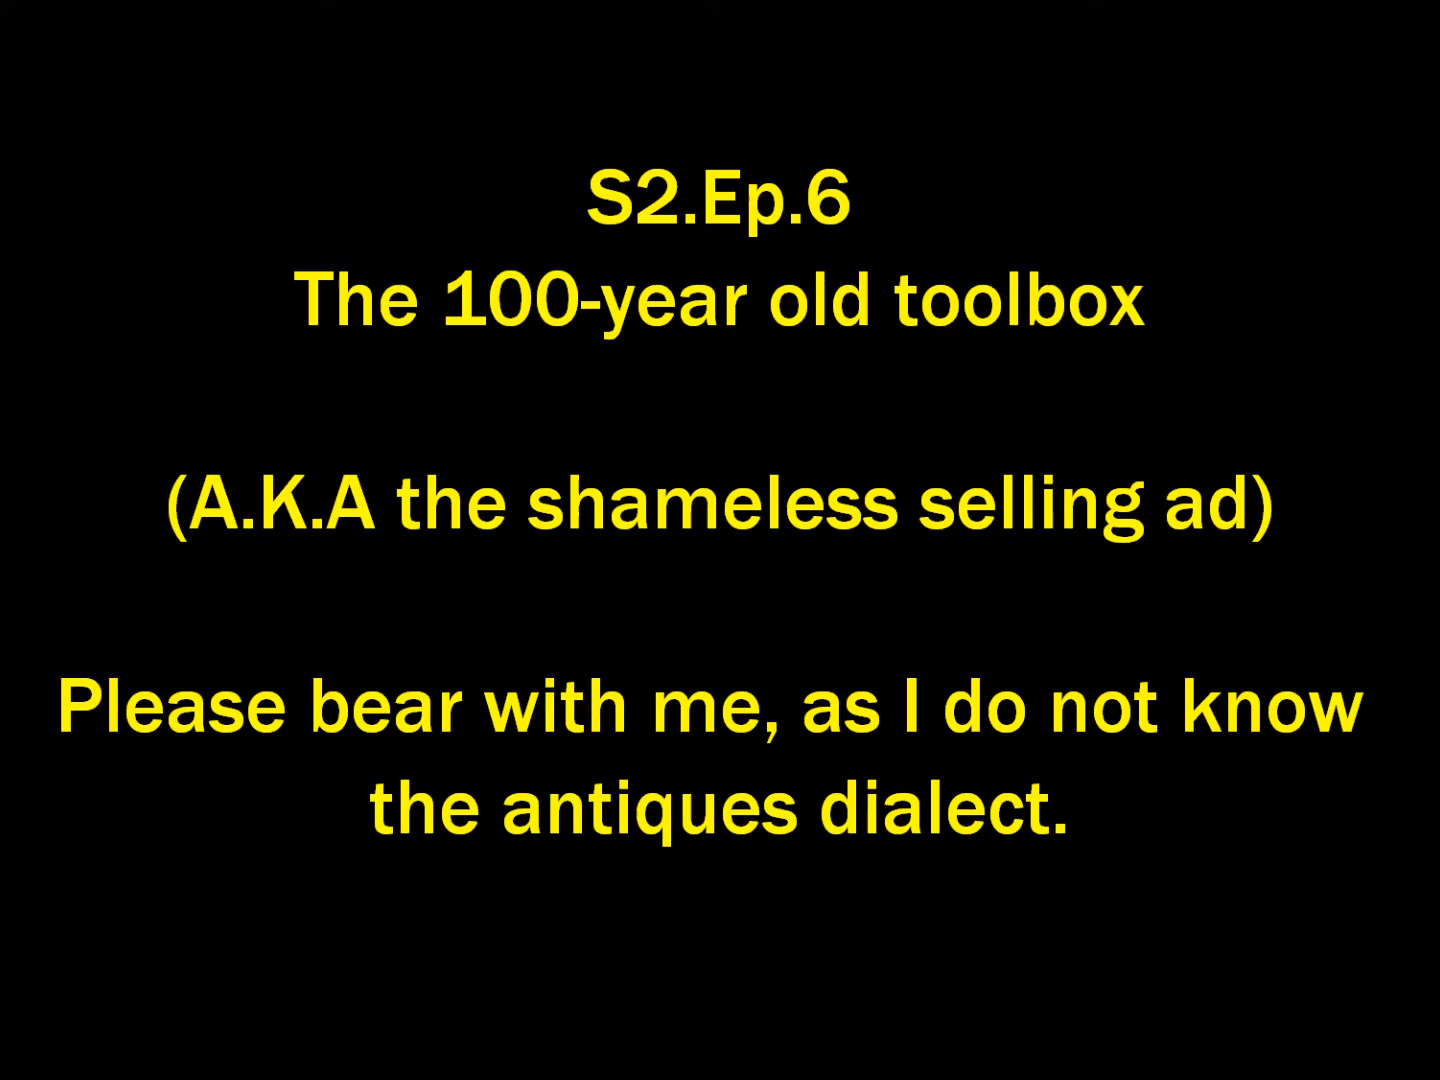 S2.Ep.6
The 100-year old toolbox
(A.K.A the shameless selling ad)
Please bear with me, as I do not know
the antiques dialect.